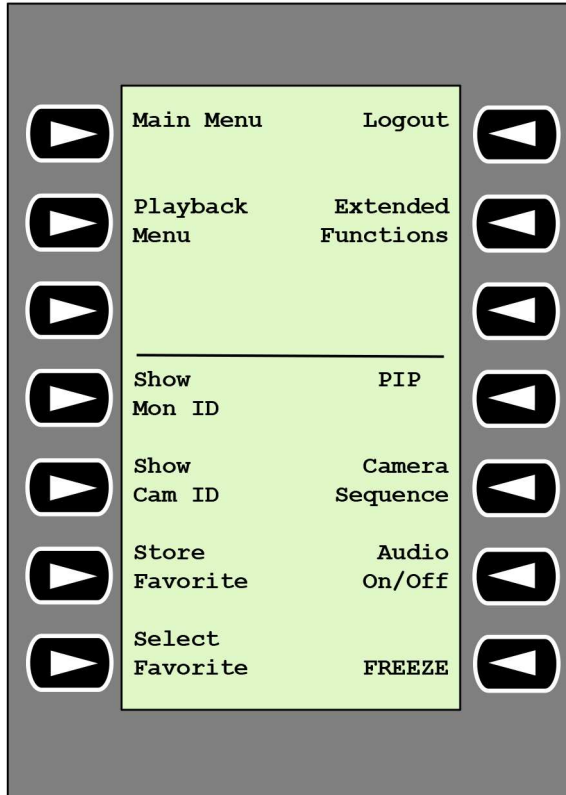 Main Menu Logout
Playback Extended
Menu Functions
Show PIP
Mon ID
Show Camera
Cam ID Sequence
Store Audio
Favorite On/Off
Select
Favorite FREEZE